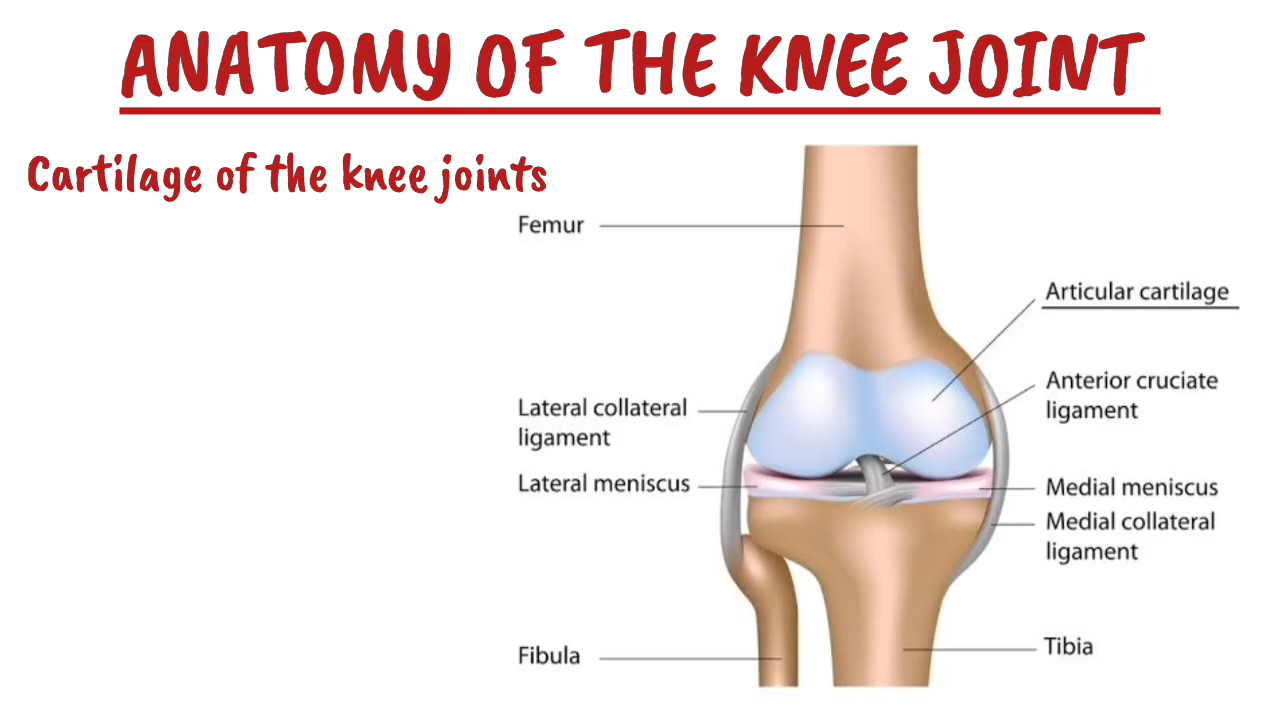 ANATOMY OF THE KNEE JOINT
Cartilage of the knee joints
Femur
Articular cartilage
Anterior cruciate
ligament
Lateral collateral
ligament
Lateral meniscus
Medial meniscus
Medial collateral
ligament
Fibula
Tibia